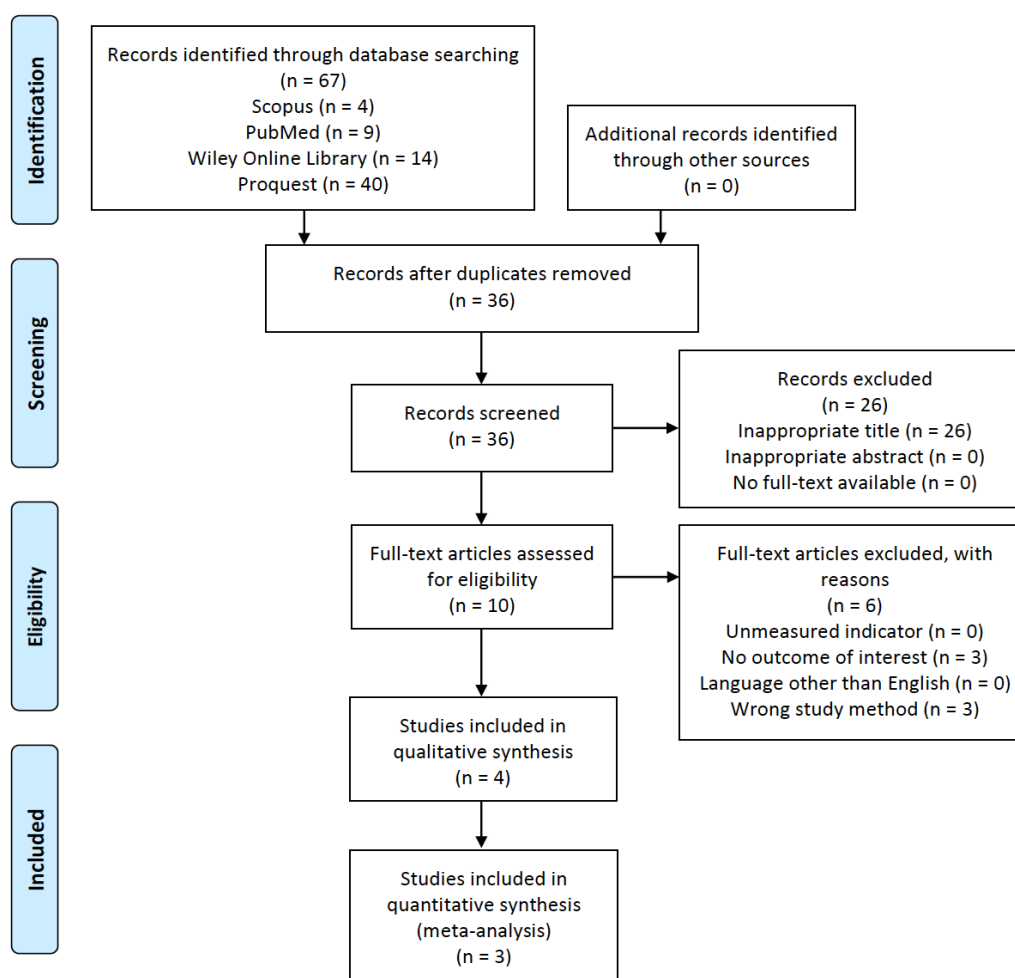 Identification
Records identified through database searching
(n = 67)
Scopus (n = 4)
PubMed (n = 9)
Wiley Online Library (n = 14)
Proquest (n = 40)
Additional records identified
through other sources
(n = 0)
Screening
Records after duplicates removed
(n = 36)
Records screened
(n = 36)
Records excluded
(n = 26)
Inappropriate title (n = 26)
Inappropriate abstract (n = 0)
No full-text available (n = 0)
Eligibility
Full-text articles assessed
for eligibility
(n = 10)
Full-text articles excluded, with
reasons
(n = 6)
Unmeasured indicator (n = 0)
No outcome of interest (n = 3)
Language other than English (n = 0)
Wrong study method (n = 3)
Studies included in
qualitative synthesis
(n = 4)
Included
Studies included in
quantitative synthesis
(meta-analysis)
(n = 3)